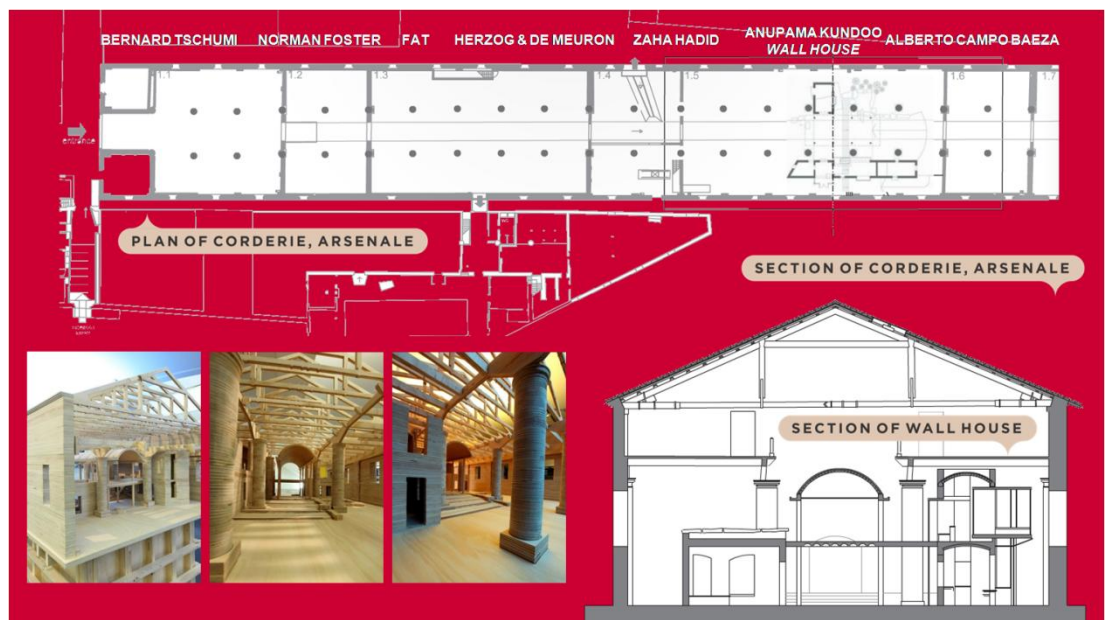 BERNARD TSCHUMI
NORMAN FOSTER
FAT
HERZOG & DE MEURON
ZAHA HADID
ANUPAMA KUNDOO
WALL HOUSE
ALBERTO CAMPO BAEZA
1.1
1.2
1.3
1.4
1.5
1.6
1.7
entrance
PLAN OF CORDERIE, ARSENALE
SECTION OF CORDERIE, ARSENALE
SECTION OF WALL HOUSE